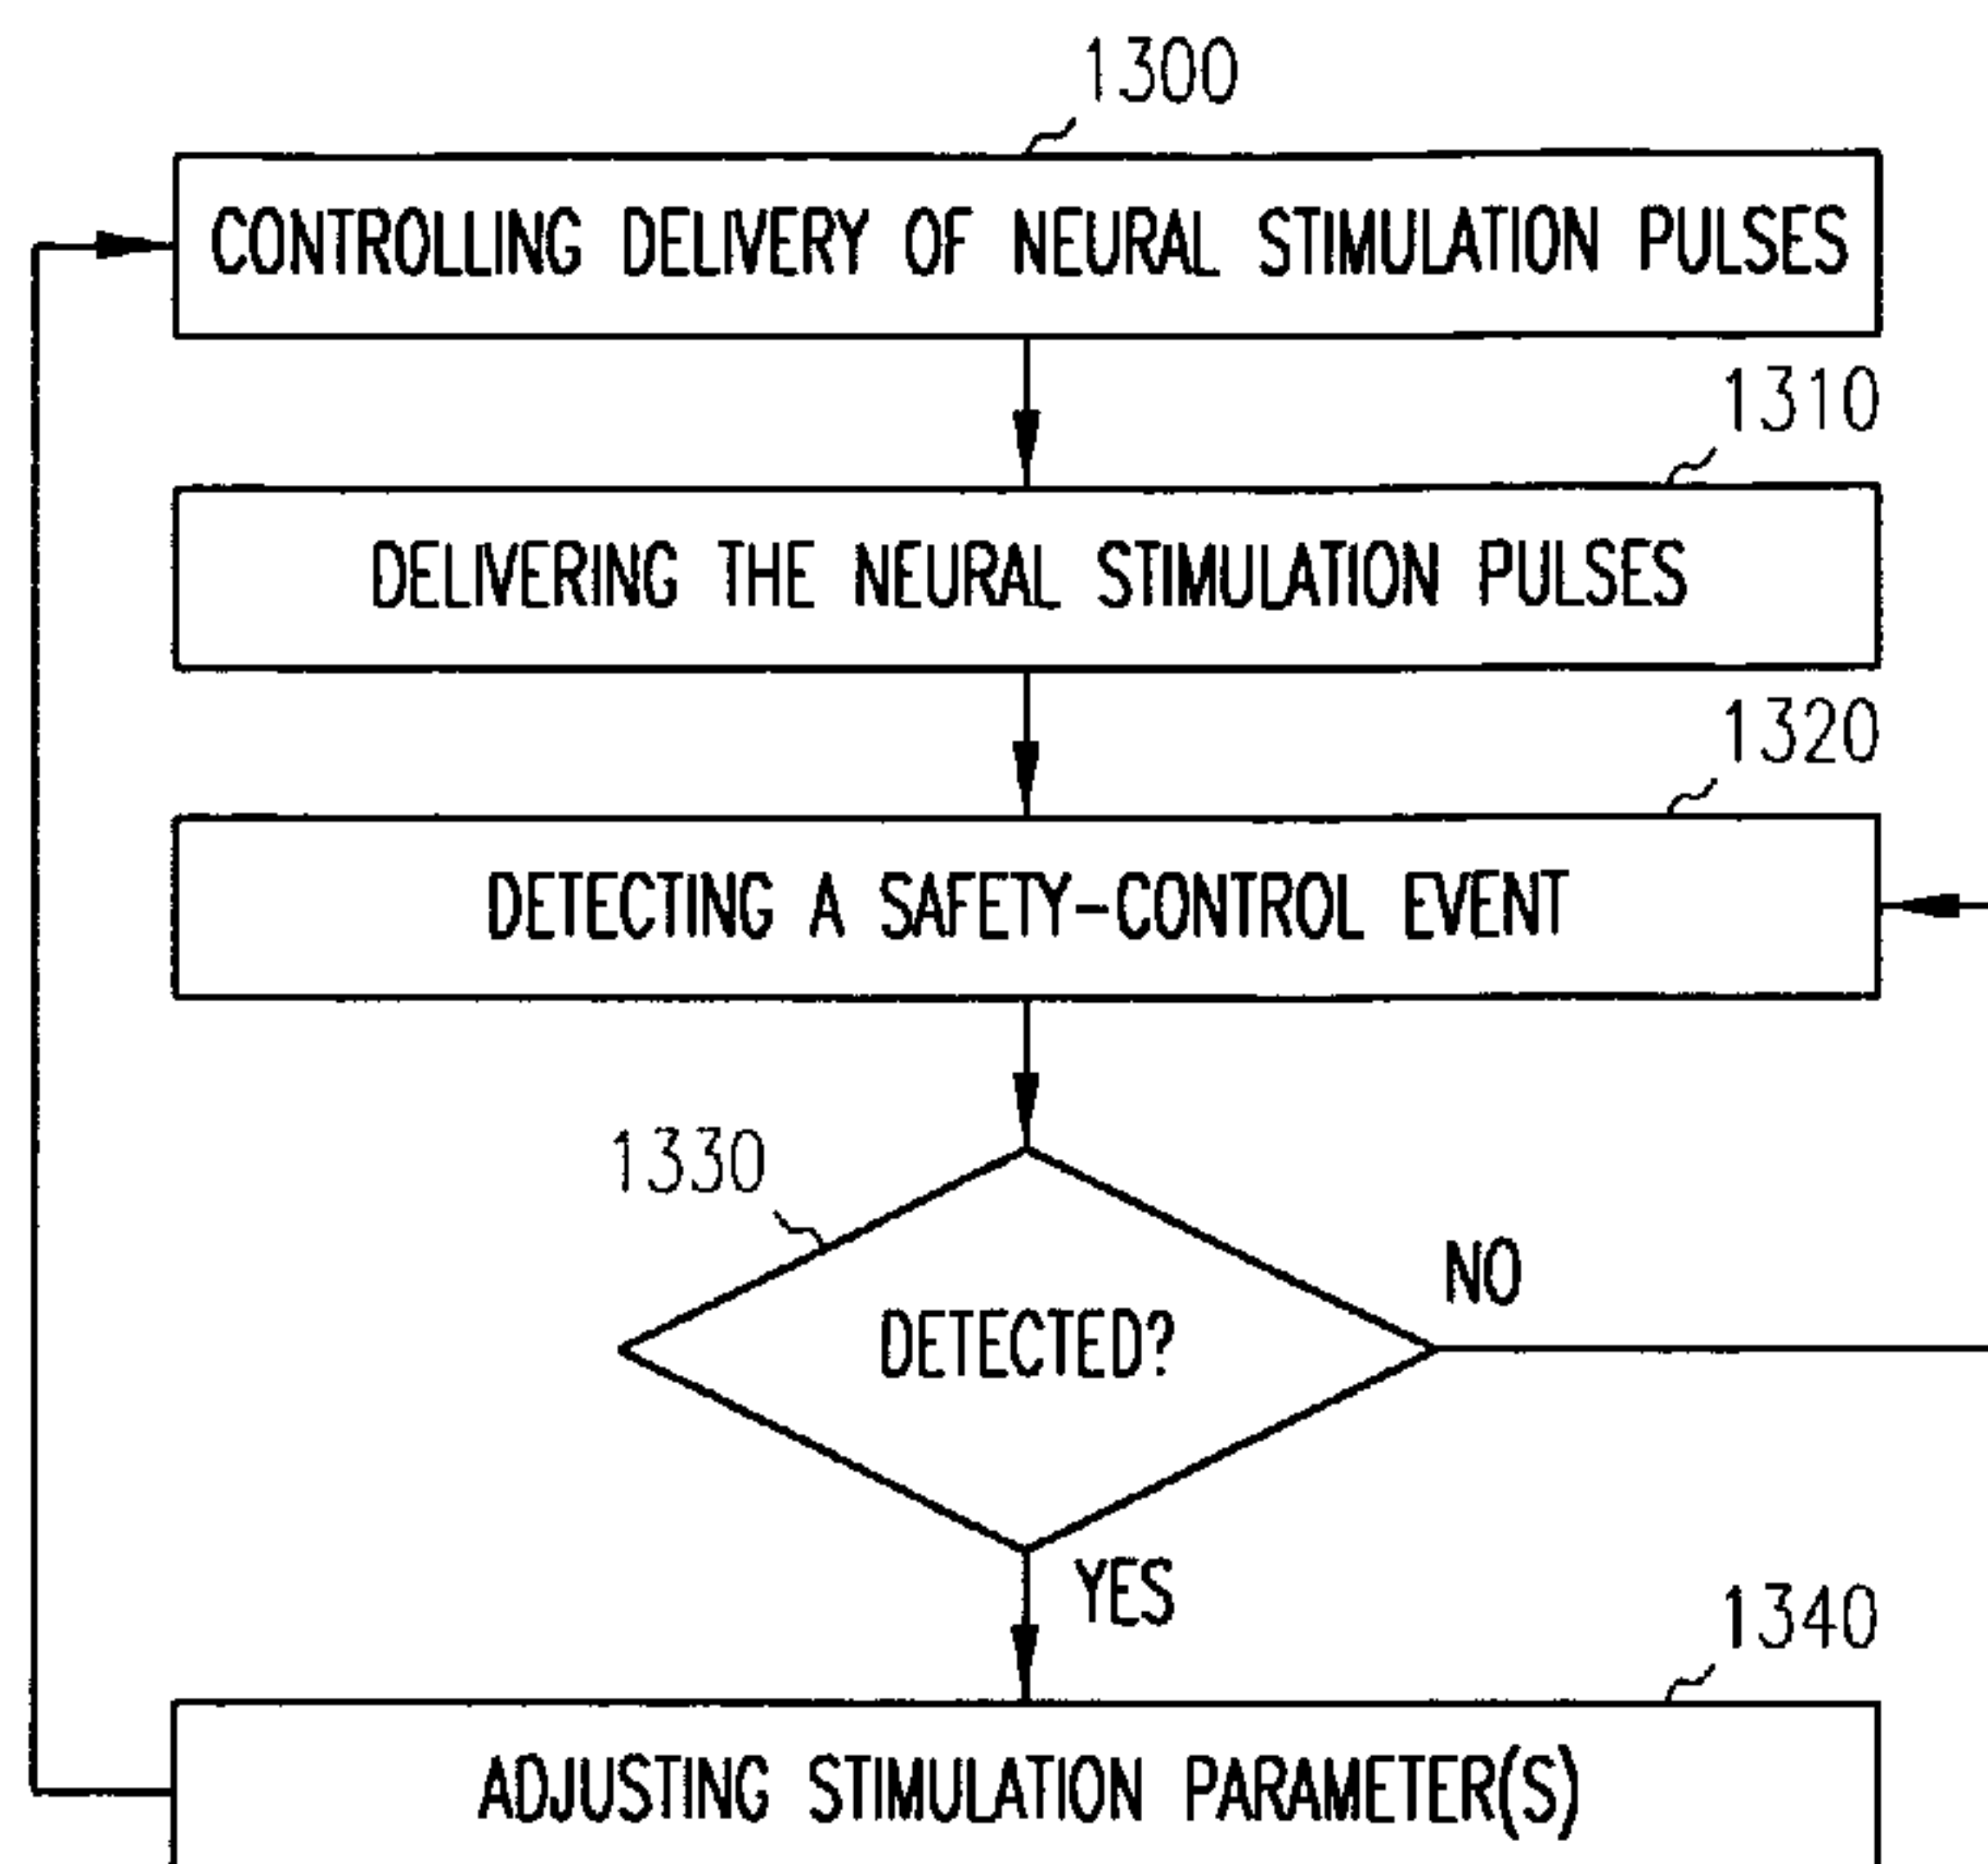 1300
CONTROLLING DELIVERY OF NEURAL STIMULATION PULSES
1310
DELIVERING THE NEURAL STIMULATION PULSES
1320
DETECTING A SAFETY-CONTROL EVENT
1330
DETECTED?
NO
YES
1340
ADJUSTING STIMULATION PARAMETER(S)